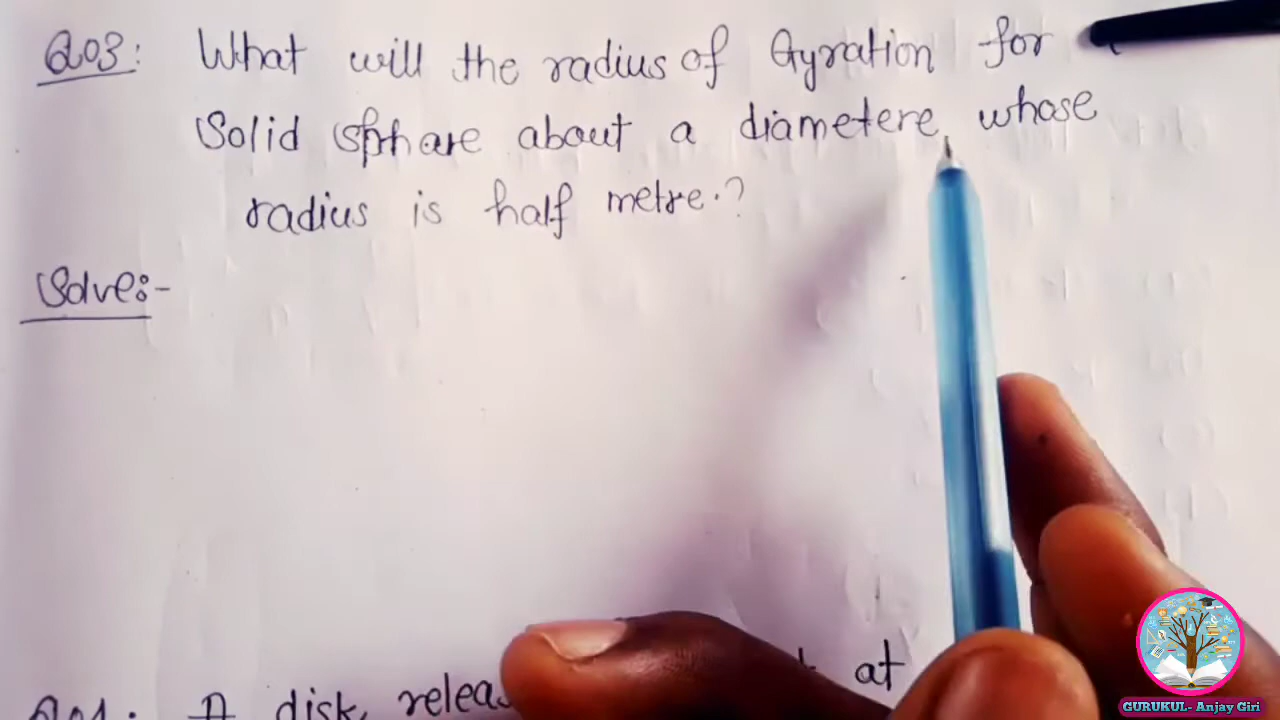 Q03: What will the radius of Gyration for
Solid Sphare about a diametere, whose
radius is half metre.?
Solve:-
A disk at
GURUKUL- Anjay Giri